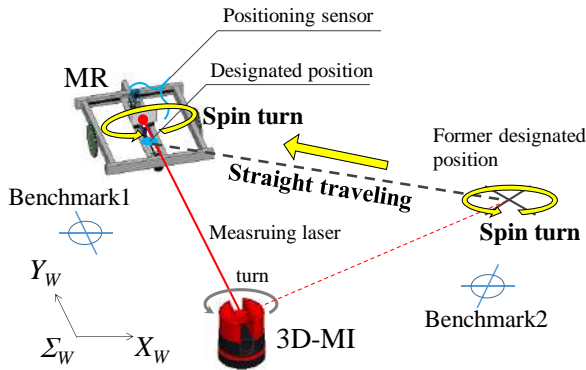 Positioning sensor
MR
Designated position
Spin turn
Former designated
position
Straight traveling
Spin turn
Benchmark1
Measruing laser
turn
Benchmark2
3D-MI
Y_W
Σ_W
X_W